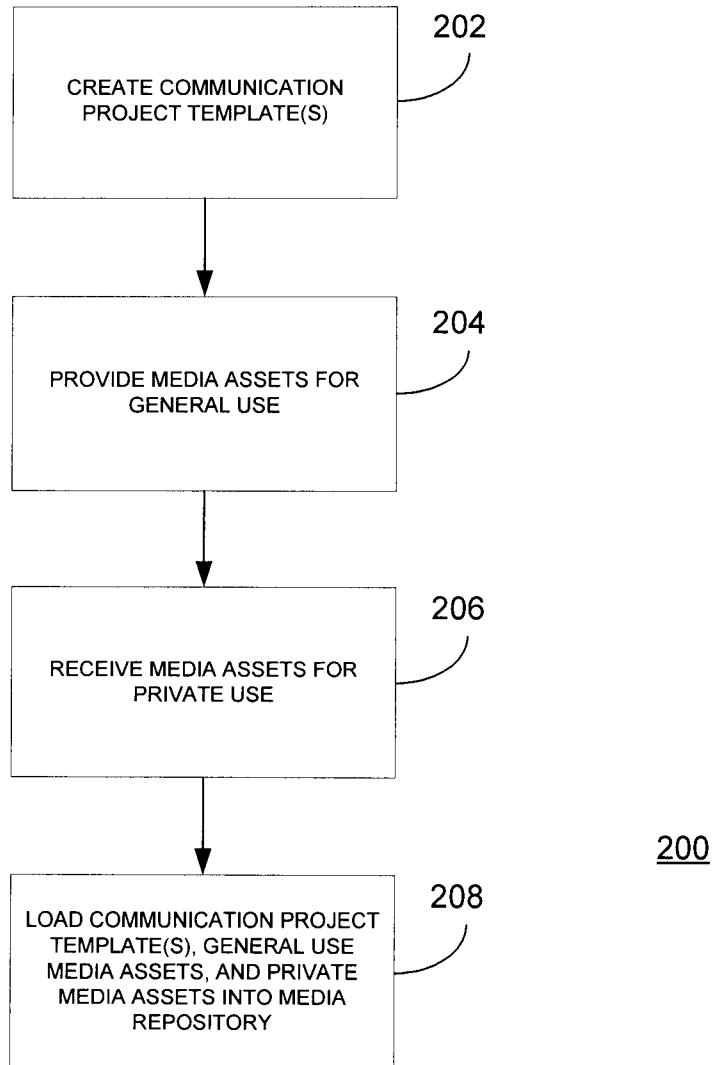 202
CREATE COMMUNICATION
PROJECT TEMPLATE(S)
204
PROVIDE MEDIA ASSETS FOR
GENERAL USE
206
RECEIVE MEDIA ASSETS FOR
PRIVATE USE
200
208
LOAD COMMUNICATION PROJECT
TEMPLATE(S), GENERAL USE
MEDIA ASSETS, AND PRIVATE
MEDIA ASSETS INTO MEDIA
REPOSITORY